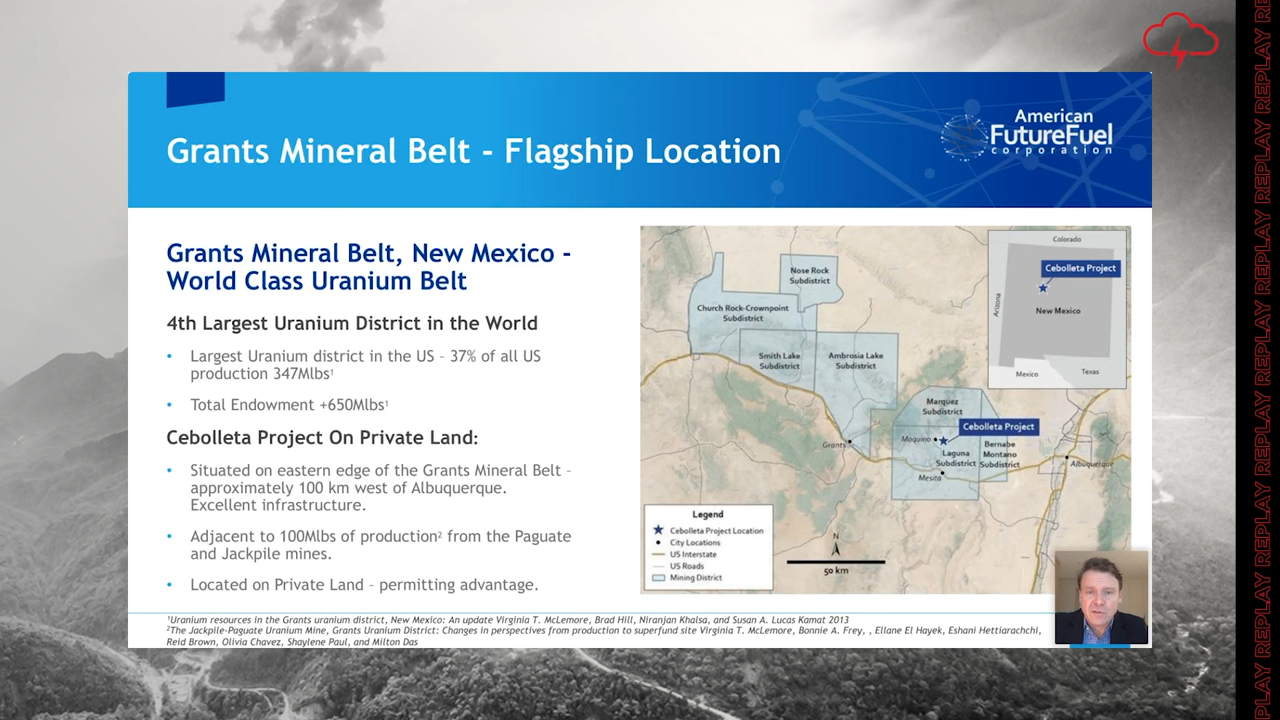 American
FutureFuel
corporation
Grants Mineral Belt - Flagship Location
Grants Mineral Belt, New Mexico -
World Class Uranium Belt
4th Largest Uranium District in the World
• Largest Uranium district in the US – 37% of all US
production 347Mlbs¹
• Total Endowment +650Mlbs¹
Cebolleta Project On Private Land:
• Situated on eastern edge of the Grants Mineral Belt –
approximately 100 km west of Albuquerque.
Excellent infrastructure.
• Adjacent to 100Mlbs of production² from the Paguate
and Jackpile mines.
• Located on Private Land – permitting advantage.
Nose Rock
Subdistrict
Church Rock-Crownpoint
Subdistrict
Smith Lake
Subdistrict
Ambrosia Lake
Subdistrict
Marquez
Subdistrict
Cebolleta Project
Moquino
Grants
Laguna
Subdistrict
Bernabe
Montano
Subdistrict
Mesita
Albuquerque
Colorado
Cebolleta Project
Arizona
New Mexico
Mexico
Texas
Legend
Cebolleta Project Location
City Locations
US Interstate
US Roads
Mining District
N
50 km
¹Uranium resources in the Grants uranium district, New Mexico: An update Virginia T. McLemore, Brad Hill, Niranjan Khalsa, and Susan A. Lucas Kamat 2013
²The Jackpile-Paguate Uranium Mine, Grants Uranium District: Changes in perspectives from production to superfund site Virginia T. McLemore, Bonnie A. Frey, , Ellane El Hayek, Eshani Hettiarachchi,
Reid Brown, Olivia Chavez, Shaylene Paul, and Milton Das
REPLAY REPLAY REPLAY REPLAY REPLAY REPLAY REPLAY REPLAY